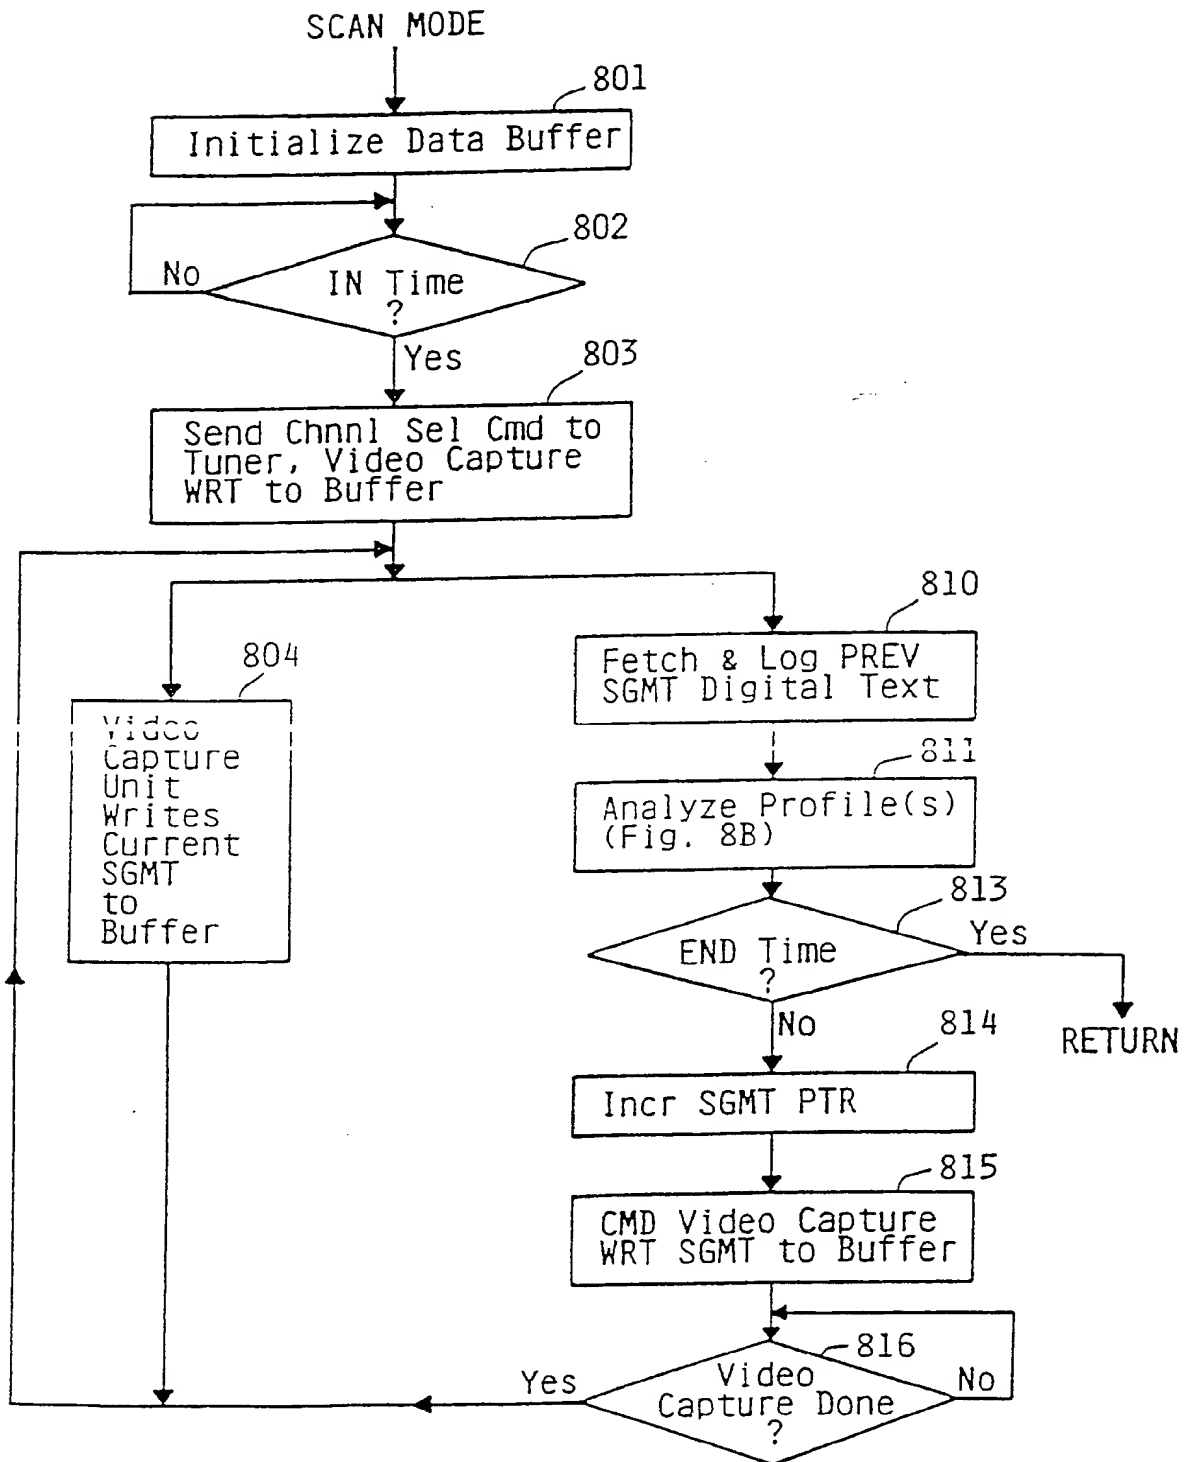 SCAN MODE
801
Initialize Data Buffer
802
No
IN Time
?
Yes
803
Send Chnnl Sel Cmd to
Tuner, Video Capture
WRT to Buffer
810
Fetch & Log PREV
SGMT Digital Text
804
Video
Capture
Unit
Writes
Current
SGMT
to
Buffer
811
Analyze Profile(s)
(Fig. 8B)
813
END Time
?
Yes
RETURN
No
814
Incr SGMT PTR
815
CMD Video Capture
WRT SGMT to Buffer
816
Video
Capture Done
?
Yes
No